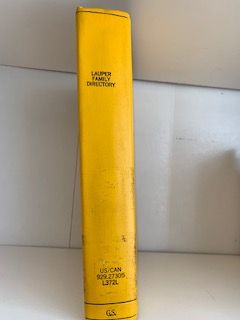 LAUPER
FAMILY
DIRECTORY
US/CAN
929.27305
L372L
G.S.